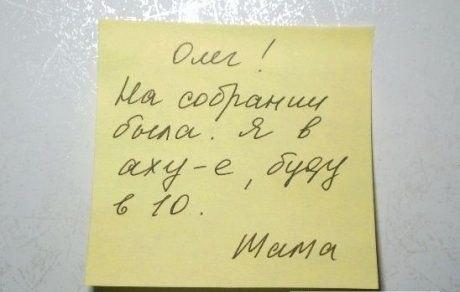 Олег!
На собрании
была. Я в
аху-е, буду
в 10.
Мама